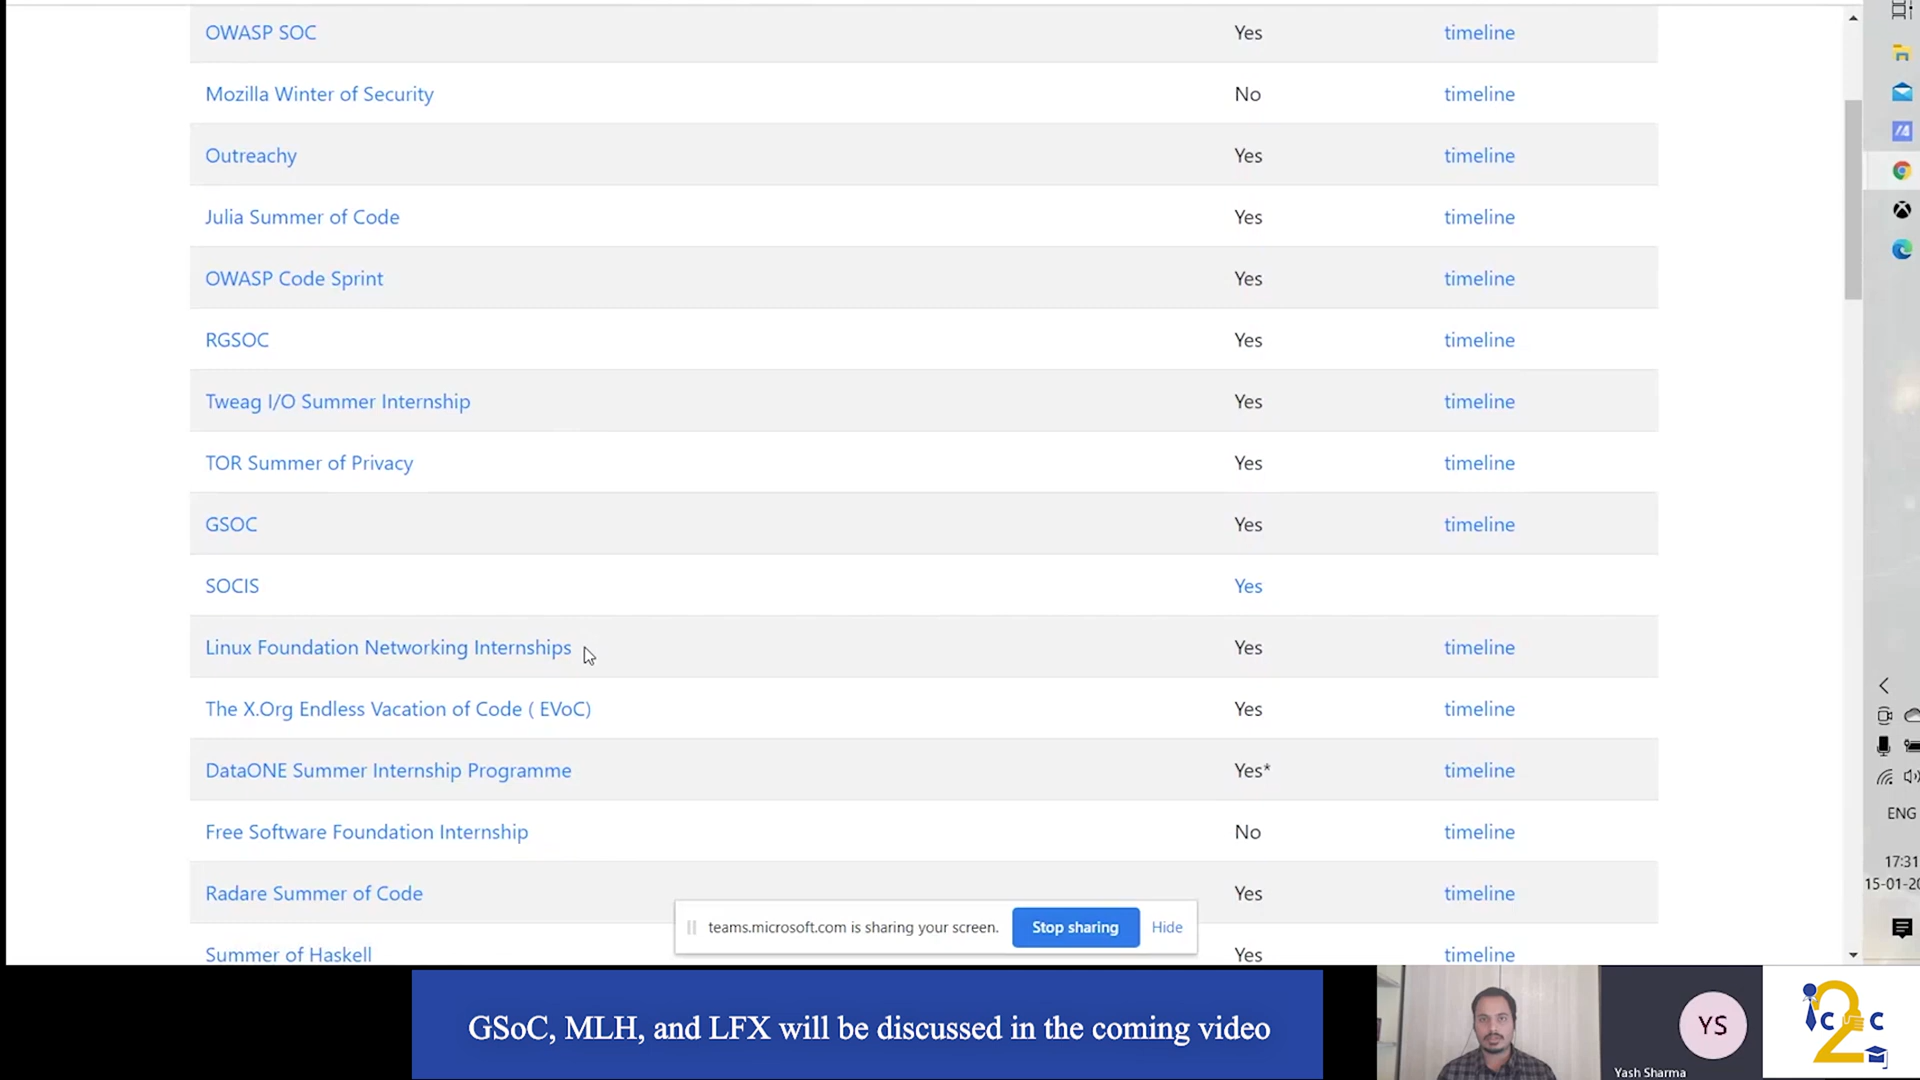 OWASP SOC Yes timeline
Mozilla Winter of Security No timeline
Outreachy Yes timeline
Julia Summer of Code Yes timeline
OWASP Code Sprint Yes timeline
RGSOC Yes timeline
Tweag I/O Summer Internship Yes timeline
TOR Summer of Privacy Yes timeline
GSOC Yes timeline
SOCIS Yes
Linux Foundation Networking Internships Yes timeline
The X.Org Endless Vacation of Code ( EVoC) Yes timeline
DataONE Summer Internship Programme Yes* timeline
Free Software Foundation Internship No timeline
Radare Summer of Code Yes timeline
Summer of Haskell Yes timeline
teams.microsoft.com is sharing your screen. Stop sharing Hide
ENG
17:31
15-01-20
GSoC, MLH, and LFX will be discussed in the coming video
YS
Yash Sharma
C2C